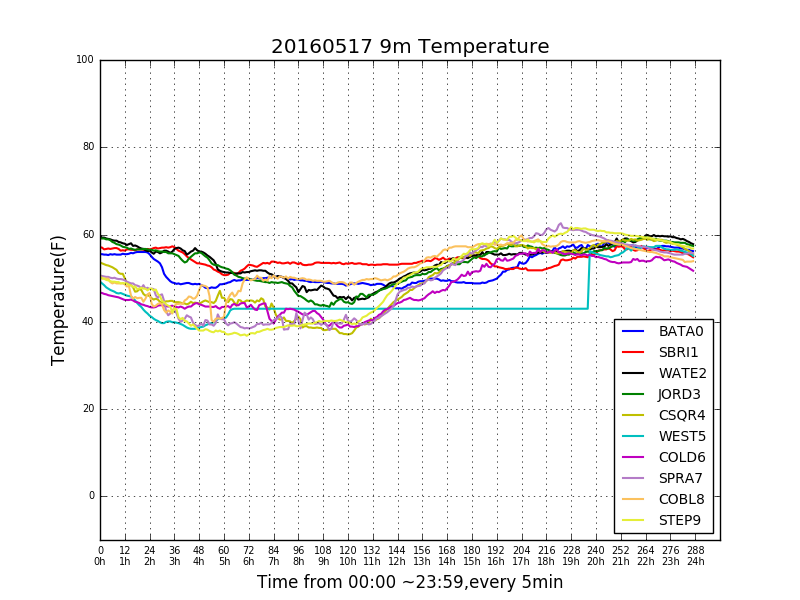 20160517 9m Temperature
100
80
60
40
20
0
Temperature(F)
BATA0
SBRI1
WATE2
JORD3
CSQR4
WEST5
COLD6
SPRA7
COBL8
STEP9
0 12 24 36 48 60 72 84 96 108 120 132 144 156 168 180 192 204 216 228 240 252 264 276 288
0h 1h 2h 3h 4h 5h 6h 7h 8h 9h 10h 11h 12h 13h 14h 15h 16h 17h 18h 19h 20h 21h 22h 23h 24h
Time from 00:00 ~23:59,every 5min